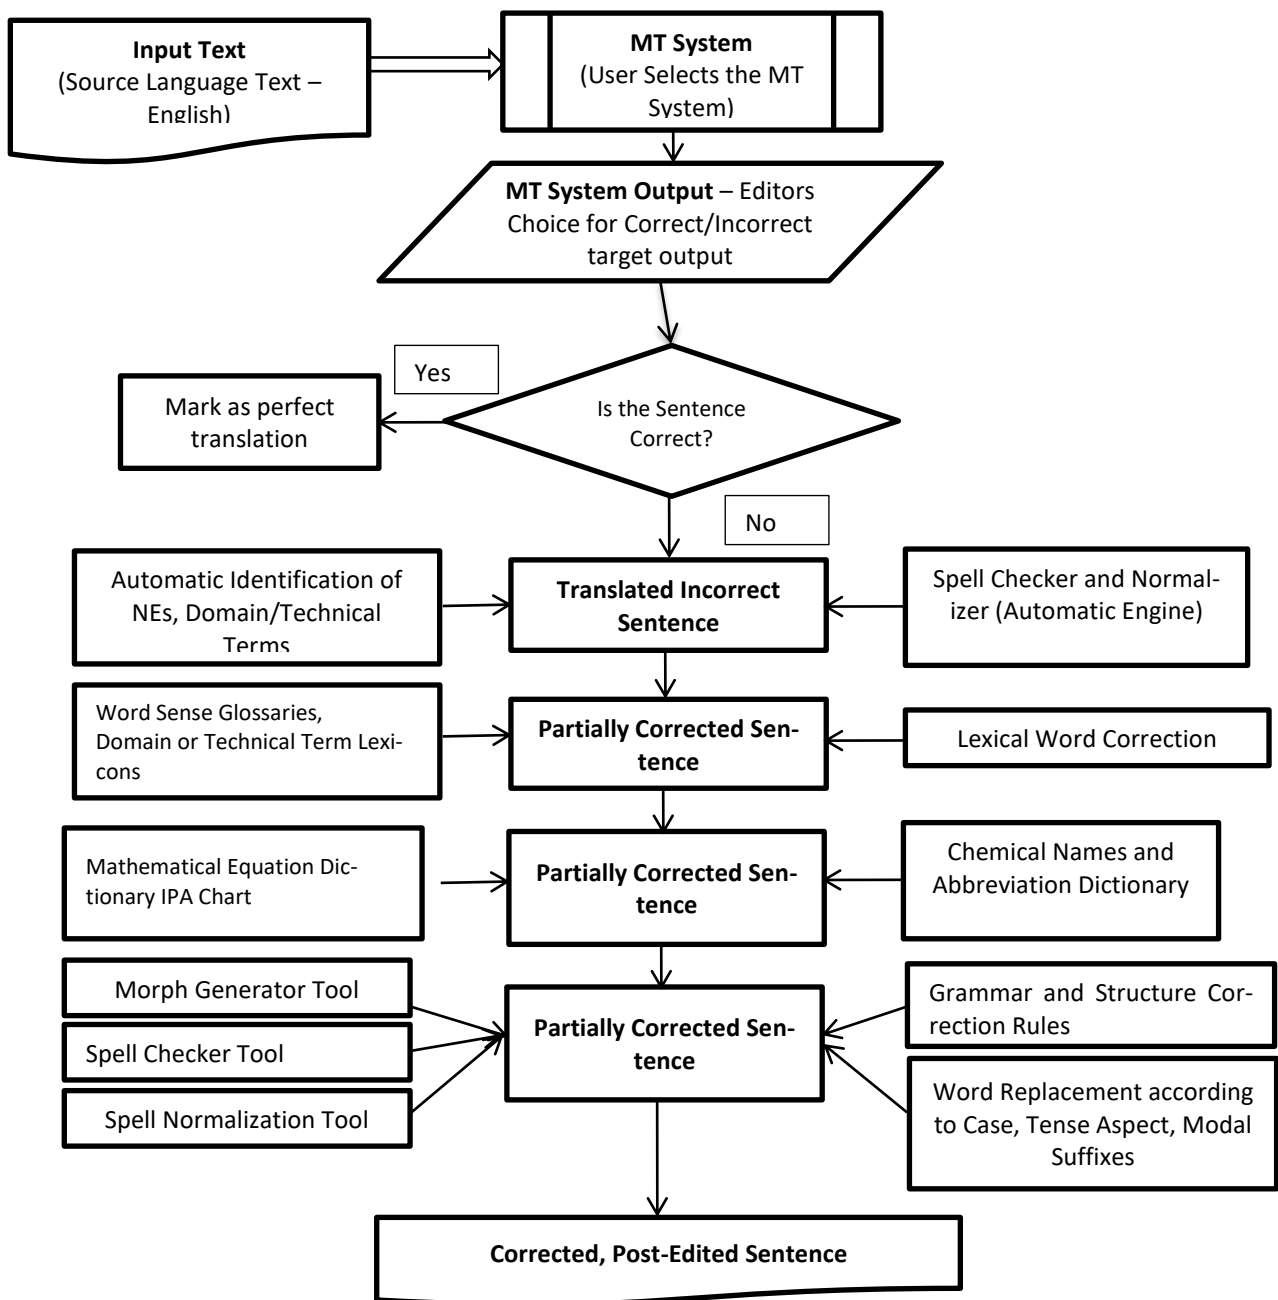 Input Text
(Source Language Text –
English)
MT System
(User Selects the MT
System)
MT System Output – Editors
Choice for Correct/Incorrect
target output
Yes
Mark as perfect
translation
Is the Sentence
Correct?
No
Automatic Identification of
NEs, Domain/Technical
Terms
Translated Incorrect
Sentence
Spell Checker and Normal-
izer (Automatic Engine)
Word Sense Glossaries,
Domain or Technical Term Lexi-
cons
Partially Corrected Sen-
tence
Lexical Word Correction
Mathematical Equation Dic-
tionary IPA Chart
Partially Corrected Sen-
tence
Chemical Names and
Abbreviation Dictionary
Morph Generator Tool
Spell Checker Tool
Spell Normalization Tool
Partially Corrected Sen-
tence
Grammar and Structure Cor-
rection Rules
Word Replacement according
to Case, Tense Aspect, Modal
Suffixes
Corrected, Post-Edited Sentence